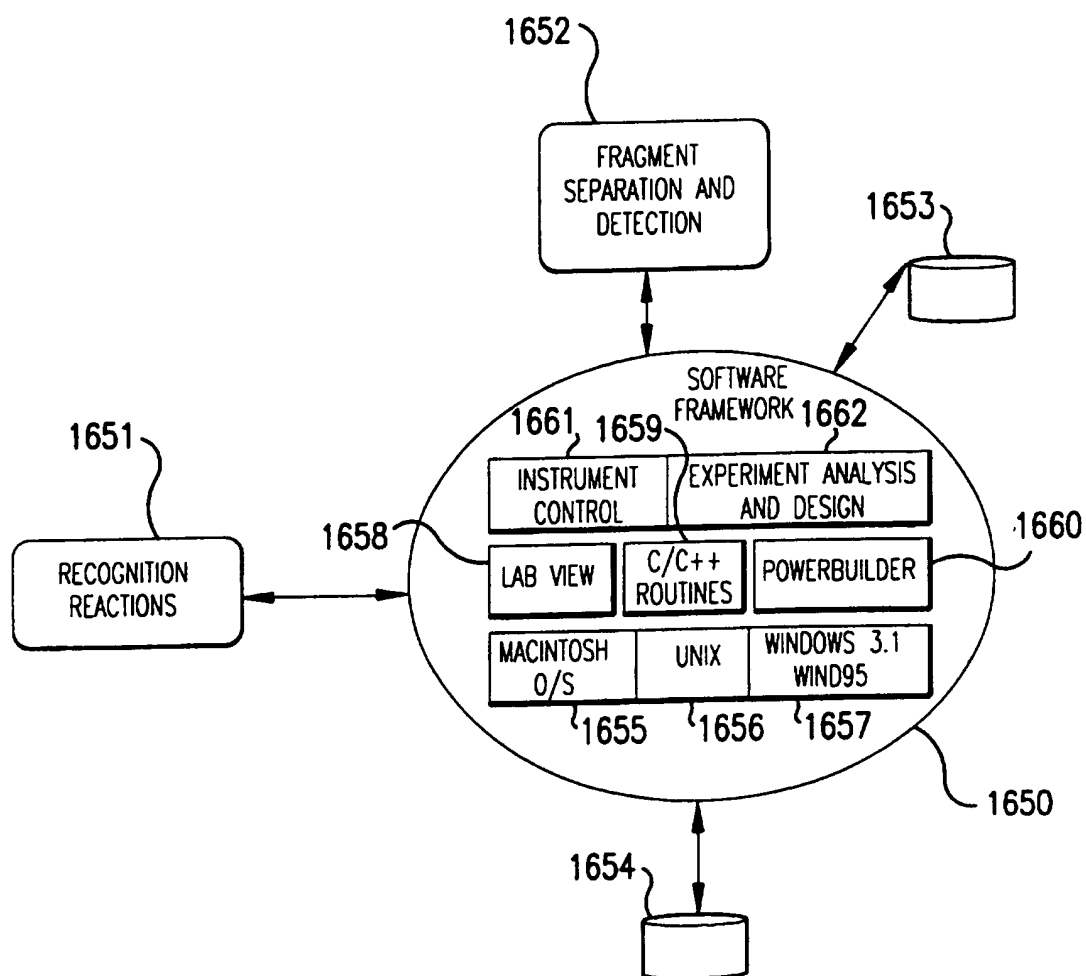 1652
FRAGMENT
SEPARATION AND
DETECTION
1653
SOFTWARE
FRAMEWORK
1661
1659
1662
1651
INSTRUMENT
CONTROL
EXPERIMENT ANALYSIS
AND DESIGN
1658
1660
RECOGNITION
REACTIONS
LAB VIEW
C/C++
ROUTINES
POWERBUILDER
MACINTOSH
O/S
UNIX
WINDOWS 3.1
WIND95
1655
1656
1657
1650
1654